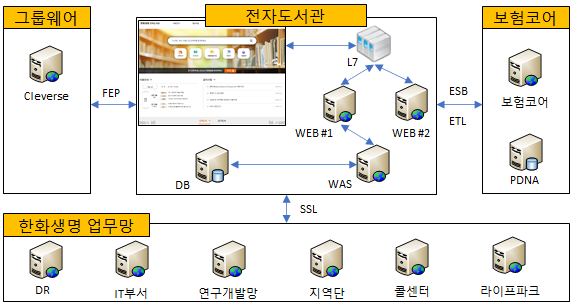 그룹웨어
전자도서관
보험코어
Cleverse
L7
FEP
ESB
ETL
WEB #1
WEB #2
보험코어
DB
WAS
PDNA
SSL
한화생명 업무망
DR
IT부서
연구개발망
지역단
콜센터
라이프파크